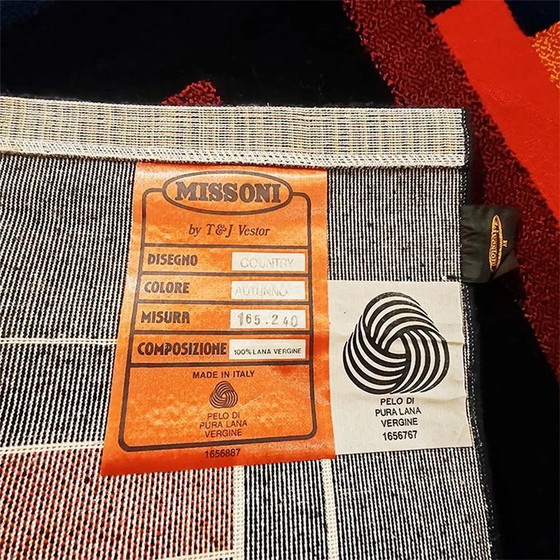 MISSONI
by T&J Vestor
DISEGNO COUNTRY
COLORE AUTUNNO
MISURA 165.240
COMPOSIZIONE 100% LANA VERGINE
MADE IN ITALY
PELO DI
PURA LANA
VERGINE
1656887
PELO DI
PURA LANA
VERGINE
1656767